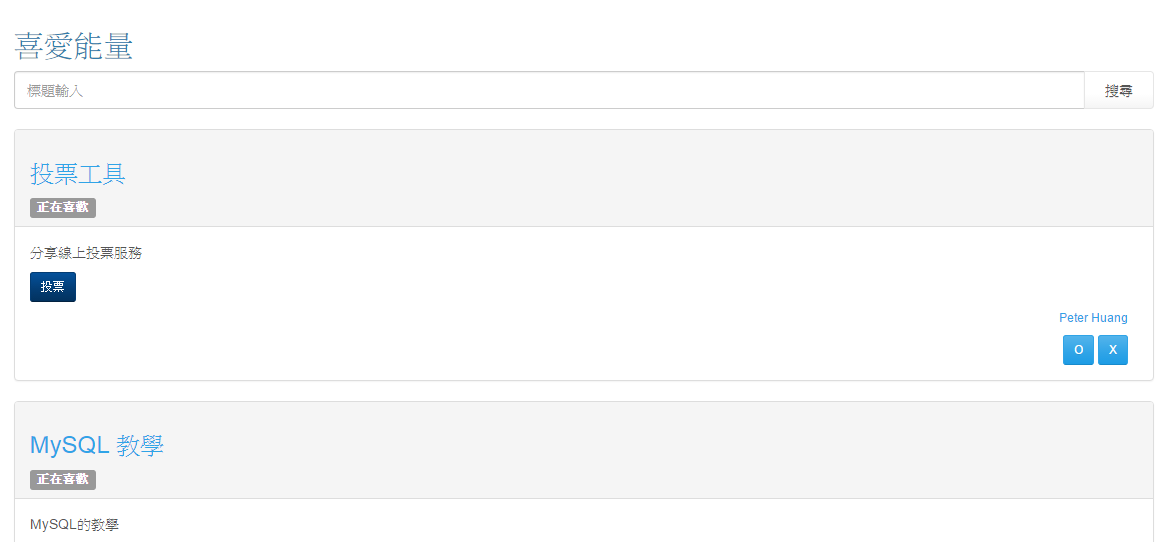 喜愛能量
標題輸入
搜尋
投票工具
正在喜歡
分享線上投票服務
投票
Peter Huang
O X
MySQL 教學
正在喜歡
MySQL的教學